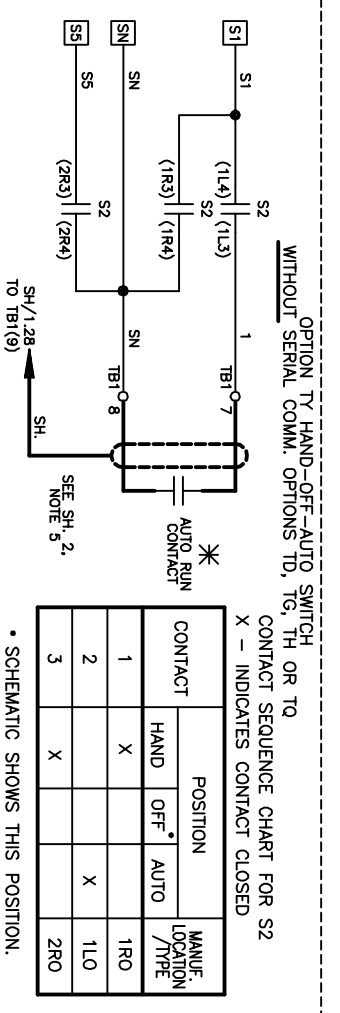 OPTION TY HAND-OFF-AUTO SWITCH
WITHOUT SERIAL COMM. OPTIONS TD, TG, TH OR TQ
S1
S1
S2
(1L4)
(1L3)
1
TB1
7
S2
(1R3)
(1R4)
SN
SN
SN
TB1
8
S5
S5
S2
(2R3)
(2R4)
AUTO RUN
CONTACT
SH.
SH/1.28
TO TB1(9)
SEE SH. 2,
NOTE 5
CONTACT SEQUENCE CHART FOR S2
X - INDICATES CONTACT CLOSED
CONTACT
POSITION
MANUF.
LOCATION
/TYPE
HAND
OFF•
AUTO
1
X
1RO
2
X
1LO
3
X
2RO
• SCHEMATIC SHOWS THIS POSITION.